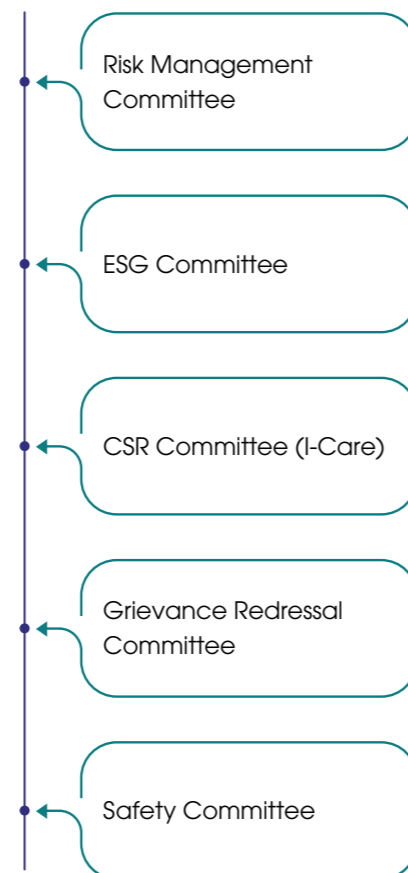 Risk Management
Committee
ESG Committee
CSR Committee (I-Care)
Grievance Redressal
Committee
Safety Committee